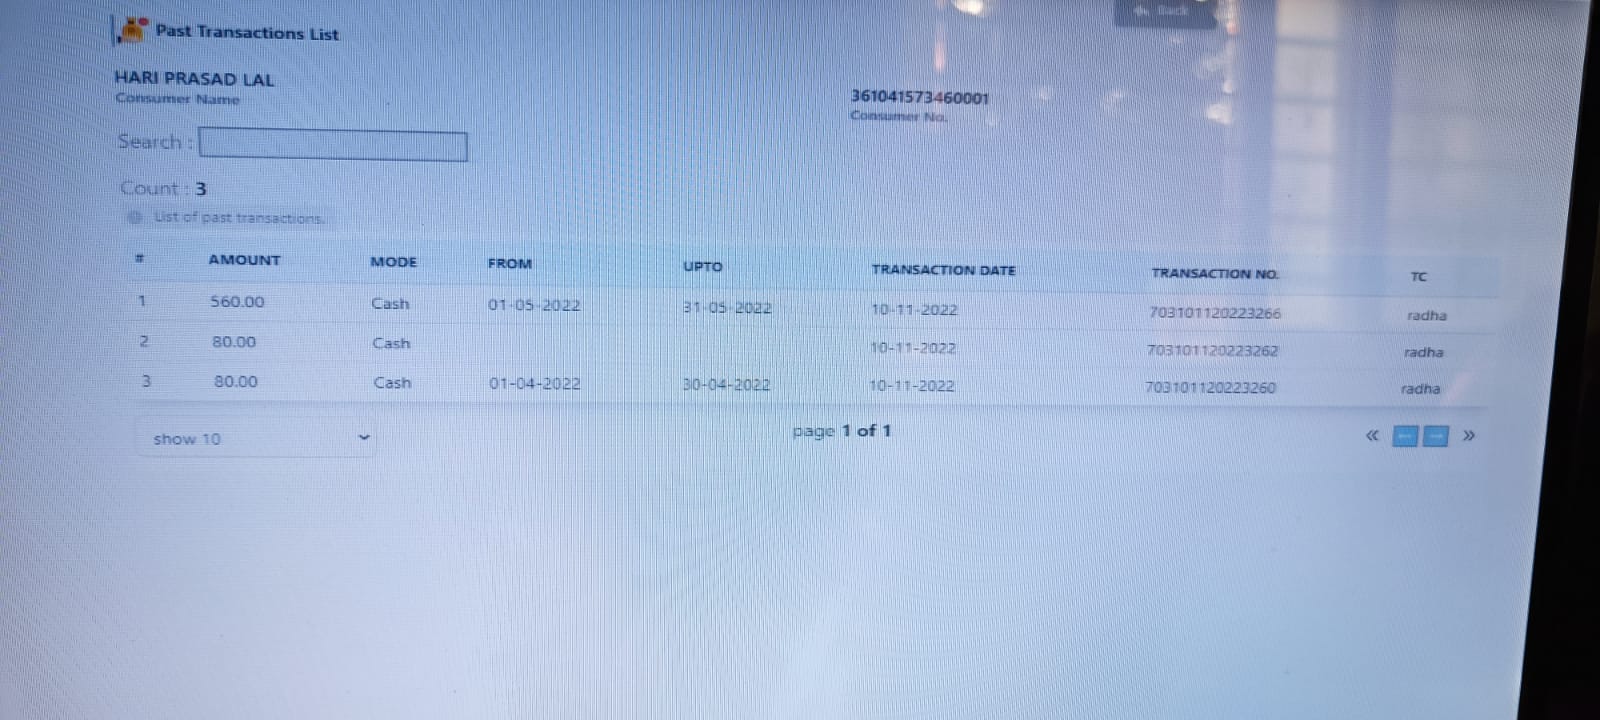 Back
Past Transactions List
HARI PRASAD LAL
Consumer Name
361041573460001
Consumer No.
Search :
Count : 3
List of past transactions.
# AMOUNT MODE FROM UPTO TRANSACTION DATE TRANSACTION NO. TC
1 560.00 Cash 01-05-2022 31-05-2022 10-11-2022 703101120223266 radha
2 80.00 Cash 10-11-2022 703101120223262 radha
3 80.00 Cash 01-04-2022 30-04-2022 10-11-2022 703101120223260 radha
show 10
page 1 of 1
« »